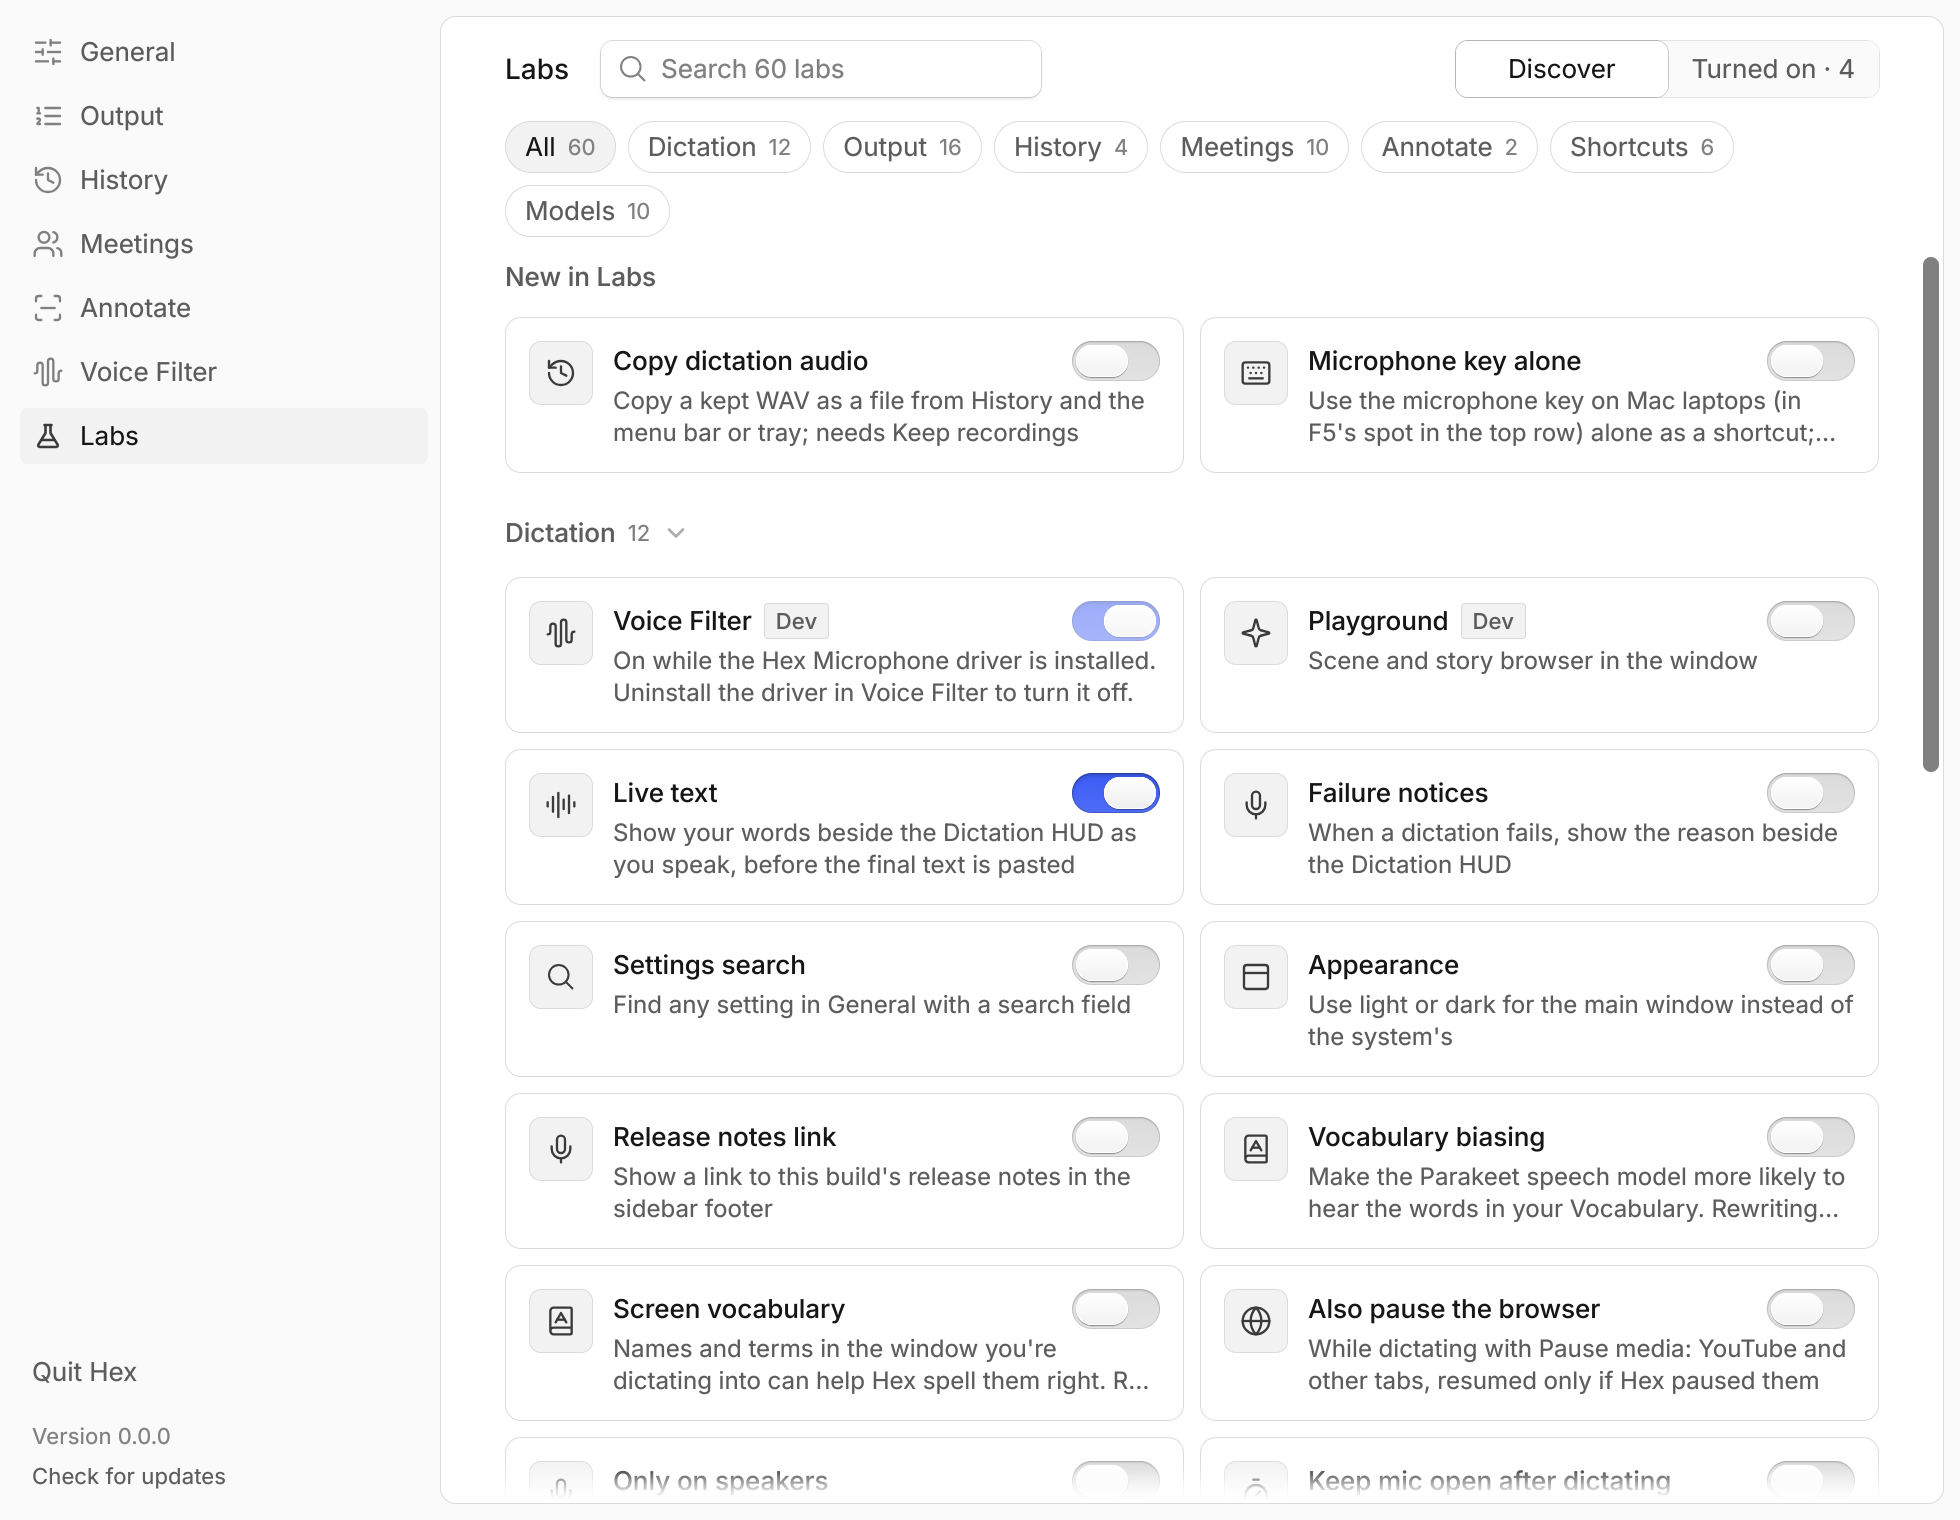 General
Output
History
Meetings
Annotate
Voice Filter
Labs
Quit Hex
Version 0.0.0
Check for updates
Labs
Search 60 labs
Discover
Turned on · 4
All 60
Dictation 12
Output 16
History 4
Meetings 10
Annotate 2
Shortcuts 6
Models 10
New in Labs
Copy dictation audio
Copy a kept WAV as a file from History and the
menu bar or tray; needs Keep recordings
Microphone key alone
Use the microphone key on Mac laptops (in
F5's spot in the top row) alone as a shortcut;...
Dictation 12
Voice Filter Dev
On while the Hex Microphone driver is installed.
Uninstall the driver in Voice Filter to turn it off.
Playground Dev
Scene and story browser in the window
Live text
Show your words beside the Dictation HUD as
you speak, before the final text is pasted
Failure notices
When a dictation fails, show the reason beside
the Dictation HUD
Settings search
Find any setting in General with a search field
Appearance
Use light or dark for the main window instead of
the system's
Release notes link
Show a link to this build's release notes in the
sidebar footer
Vocabulary biasing
Make the Parakeet speech model more likely to
hear the words in your Vocabulary. Rewriting...
Screen vocabulary
Names and terms in the window you're
dictating into can help Hex spell them right. R...
Also pause the browser
While dictating with Pause media: YouTube and
other tabs, resumed only if Hex paused them
Only on speakers
Keep mic open after dictating